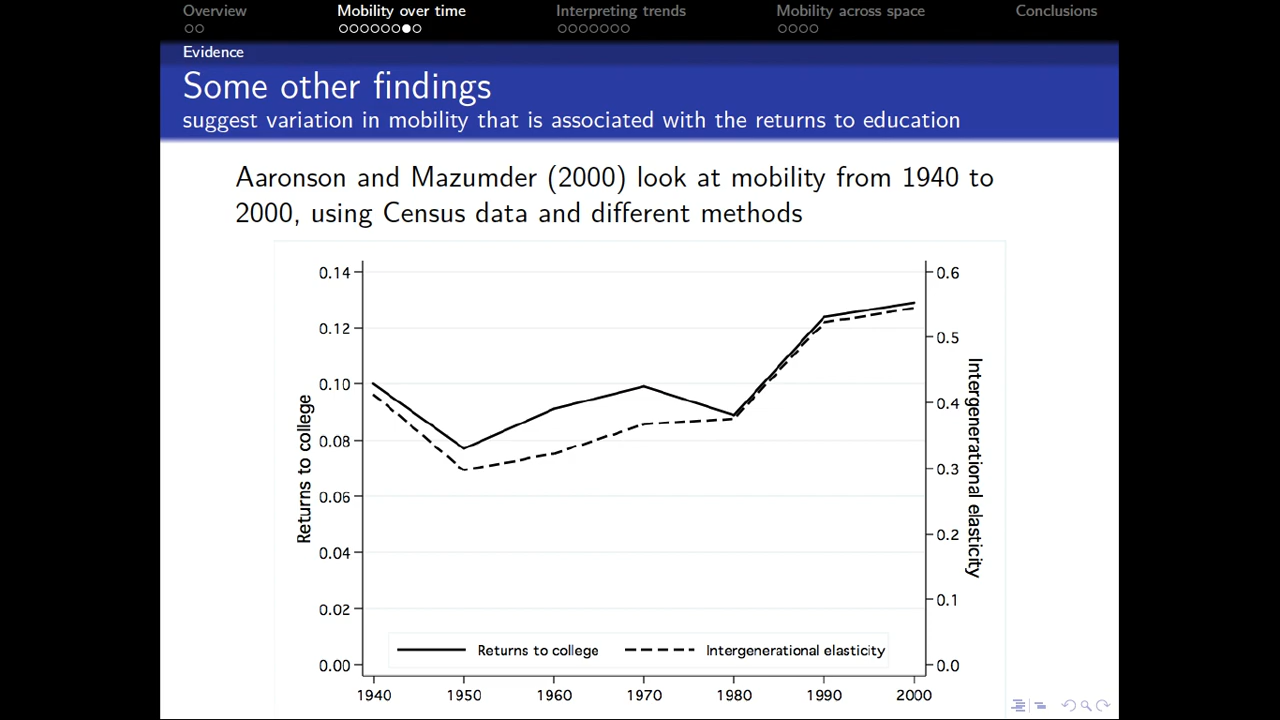 Overview
Mobility over time
Interpreting trends
Mobility across space
Conclusions
Evidence
Some other findings
suggest variation in mobility that is associated with the returns to education
Aaronson and Mazumder (2000) look at mobility from 1940 to
2000, using Census data and different methods
Returns to college
0.14
0.12
0.10
0.08
0.06
0.04
0.02
0.00
0.6
0.5
0.4
0.3
0.2
0.1
0.0
Intergenerational elasticity
Returns to college
Intergenerational elasticity
1940
1950
1960
1970
1980
1990
2000